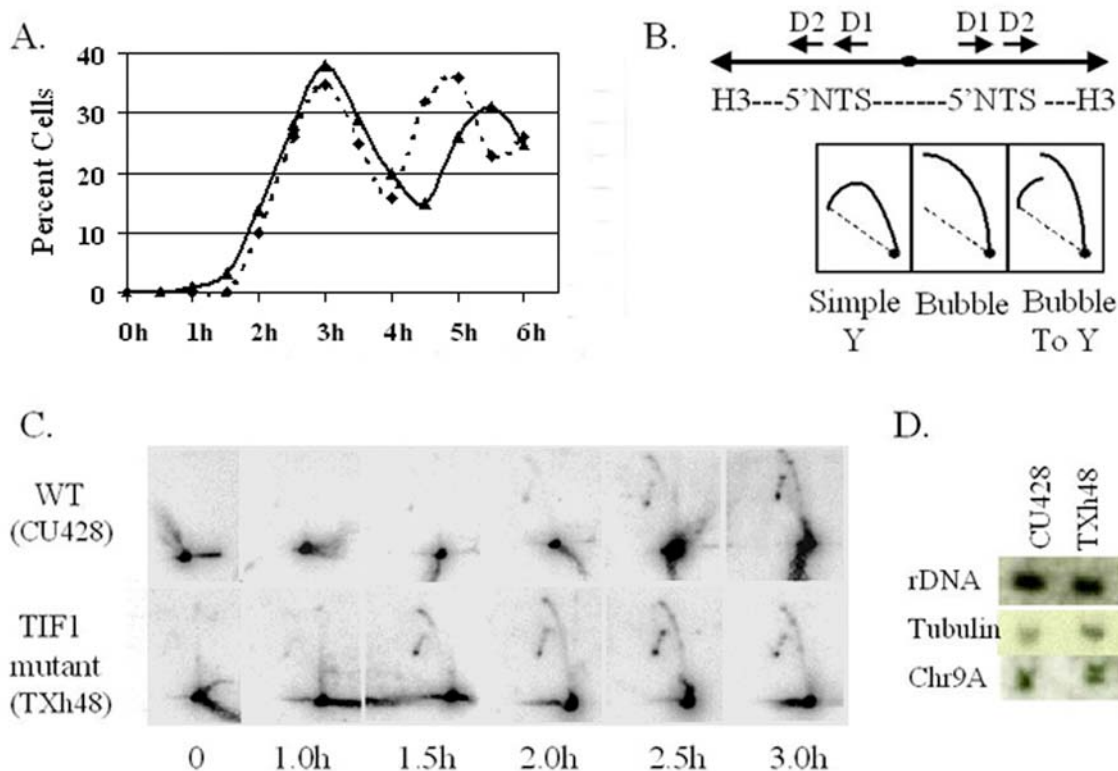 A.
Percent Cells
40
30
20
10
0
0h 1h 2h 3h 4h 5h 6h
B.
D2 D1 D1 D2
H3---5'NTS-------5'NTS ---H3
Simple Y
Bubble
Bubble To Y
C.
WT
(CU428)
TIF1
mutant
(TXh48)
0 1.0h 1.5h 2.0h 2.5h 3.0h
D.
CU428
TXh48
rDNA
Tubulin
Chr9A